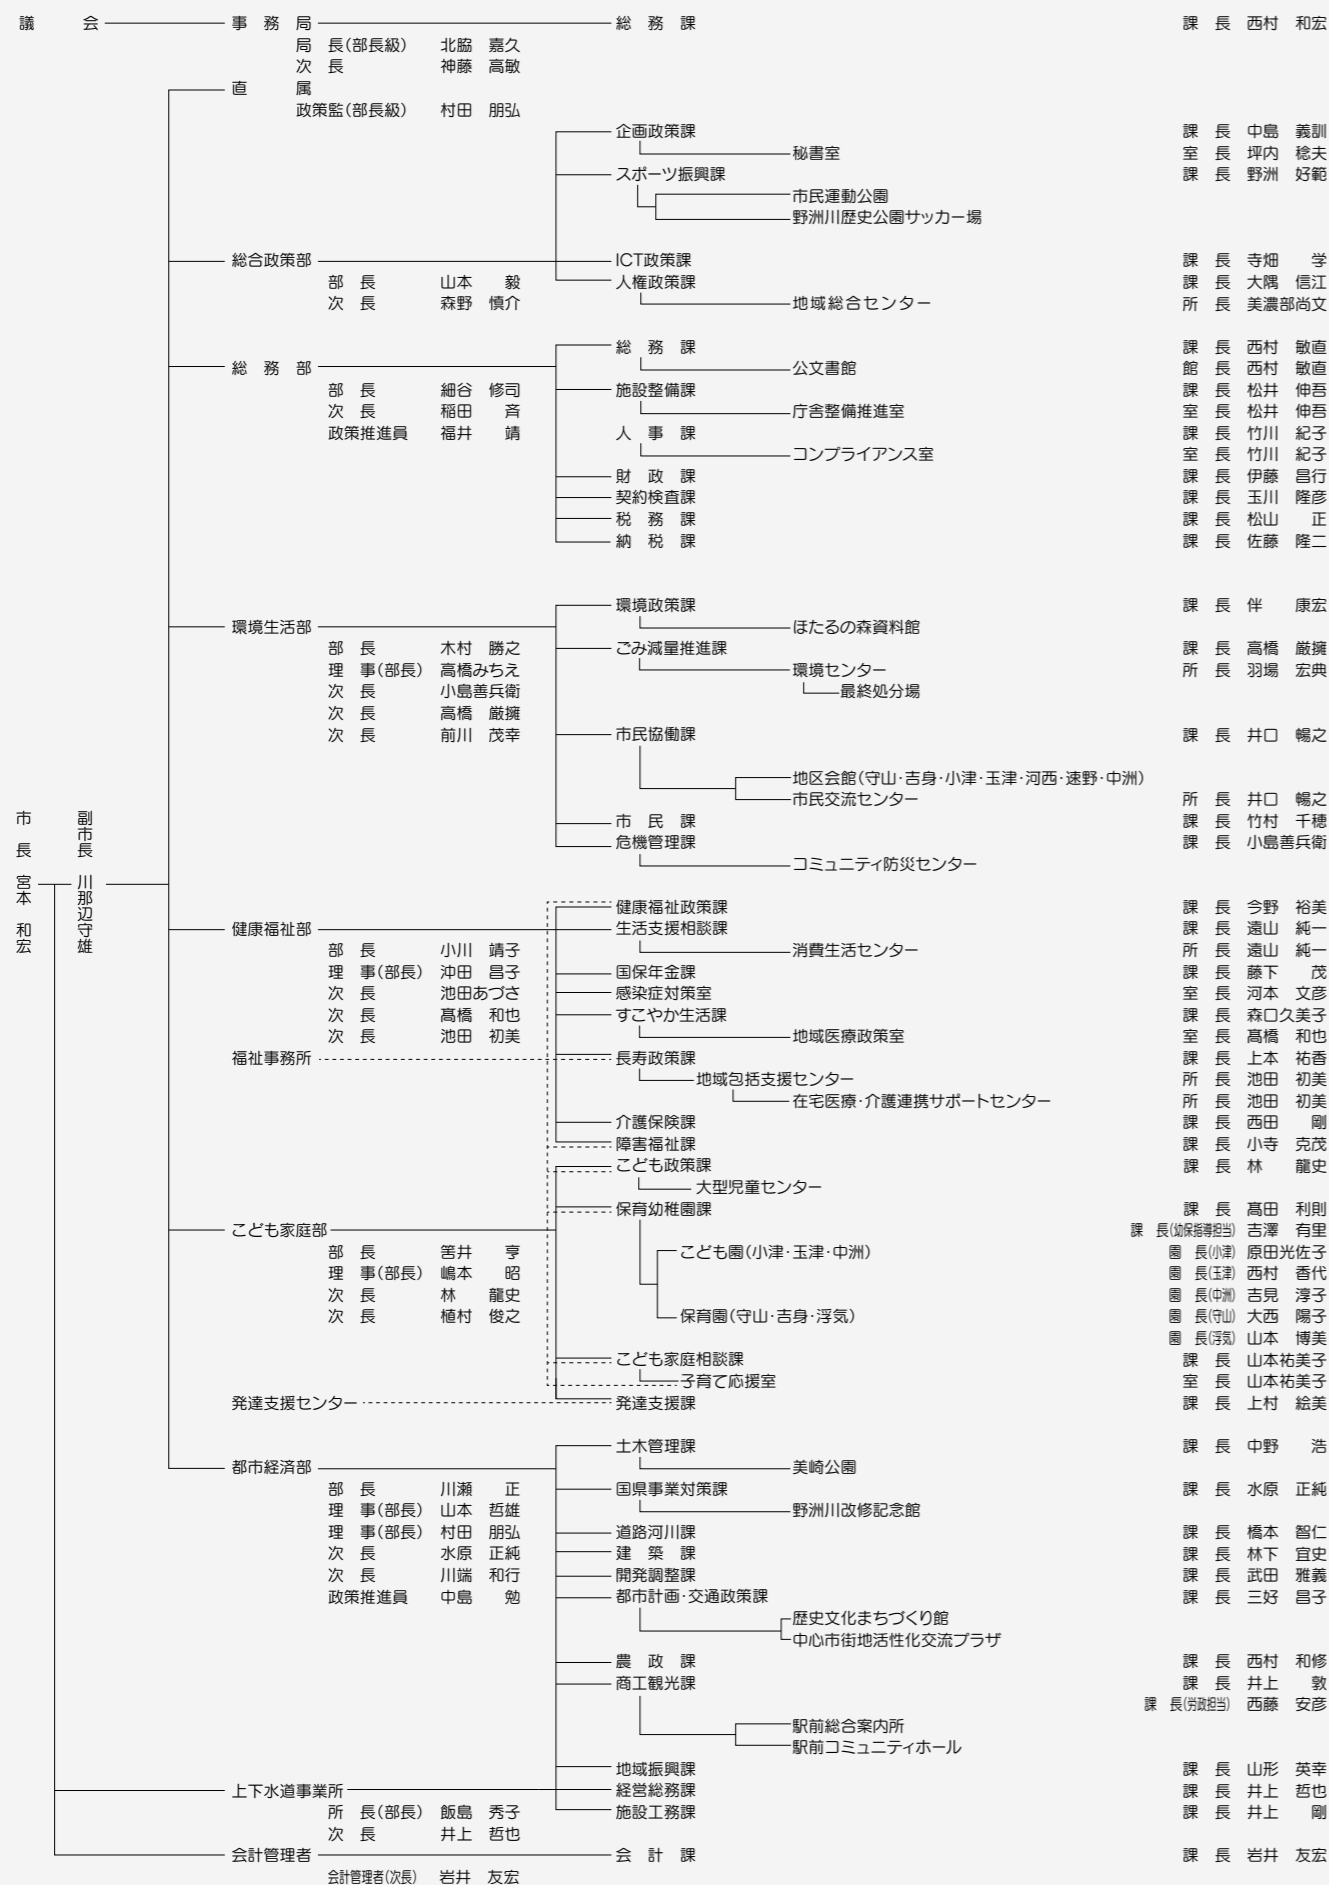 議　会　事務局　総務課　課長　西村　和宏
局長(部長級)　北脇　嘉久
次長　神藤　高敏
直属
政策監(部長級)　村田　朋弘
企画政策課　課長　中島　義訓
秘書室　室長　坪内　稔夫
スポーツ振興課　課長　野洲　好範
市民運動公園
野洲川歴史公園サッカー場
総合政策部　ICT政策課　課長　寺畑　学
部長　山本　毅　人権政策課　課長　大隅　信江
次長　森野　慎介　地域総合センター　所長　美濃部尚文
総務課　課長　西村　敏直
総務部　公文書館　館長　西村　敏直
部長　細谷　修司　施設整備課　課長　松井　伸吾
次長　稲田　斉　庁舎整備推進室　室長　松井　伸吾
政策推進員　福井　靖　人事課　課長　竹川　紀子
コンプライアンス室　室長　竹川　紀子
財政課　課長　伊藤　昌行
契約検査課　課長　玉川　隆彦
税務課　課長　松山　正
納税課　課長　佐藤　隆二
環境政策課　課長　伴　康宏
環境生活部　ほたるの森資料館
部長　木村　勝之　ごみ減量推進課　課長　高橋　厳擁
理事(部長)　高橋みちえ　環境センター　所長　羽場　宏典
次長　小島善兵衛　最終処分場
次長　高橋　厳擁
次長　前川　茂幸　市民協働課　課長　井口　暢之
地区会館(守山・吉身・小津・玉津・河西・速野・中洲)
市民交流センター　所長　井口　暢之
市民課　課長　竹村　千穂
危機管理課　課長　小島善兵衛
コミュニティ防災センター
市長　宮本　和宏
副市長　川那辺守雄
健康福祉政策課　課長　今野　裕美
健康福祉部　生活支援相談課　課長　遠山　純一
部長　小川　靖子　消費生活センター　所長　遠山　純一
理事(部長)　沖田　昌子　国保年金課　課長　藤下　茂
次長　池田あづさ　感染症対策室　室長　河本　文彦
次長　髙橋　和也　すこやか生活課　課長　森口久美子
次長　池田　初美　地域医療政策室　室長　髙橋　和也
福祉事務所　長寿政策課　課長　上本　祐香
地域包括支援センター　所長　池田　初美
在宅医療・介護連携サポートセンター　所長　池田　初美
介護保険課　課長　西田　剛
障害福祉課　課長　小寺　克茂
こども政策課　課長　林　龍史
大型児童センター
保育幼稚園課　課長　髙田　利則
こども家庭部　課長(幼保指導担当)　吉澤　有里
部長　筈井　亨　こども園(小津・玉津・中洲)　園長(小津)　原田光佐子
理事(部長)　嶋本　昭　園長(玉津)　西村　香代
次長　林　龍史　園長(中洲)　吉見　淳子
次長　植村　俊之　保育園(守山・吉身・浮気)　園長(守山)　大西　陽子
園長(浮気)　山本　博美
こども家庭相談課　課長　山本祐美子
子育て応援室　室長　山本祐美子
発達支援センター　発達支援課　課長　上村　絵美
土木管理課　課長　中野　浩
都市経済部　美崎公園
部長　川瀬　正　国県事業対策課　課長　水原　正純
理事(部長)　山本　哲雄　野洲川改修記念館
理事(部長)　村田　朋弘　道路河川課　課長　橋本　智仁
次長　水原　正純　建築課　課長　林下　宜史
次長　川端　和行　開発調整課　課長　武田　雅義
政策推進員　中島　勉　都市計画・交通政策課　課長　三好　昌子
歴史文化まちづくり館
中心市街地活性化交流プラザ
農政課　課長　西村　和修
商工観光課　課長　井上　敦
課長(労政担当)　西藤　安彦
駅前総合案内所
駅前コミュニティホール
地域振興課　課長　山形　英幸
上下水道事業所　経営総務課　課長　井上　哲也
所長(部長)　飯島　秀子　施設工務課　課長　井上　剛
次長　井上　哲也
会計管理者　会計課　課長　岩井　友宏
会計管理者(次長)　岩井　友宏